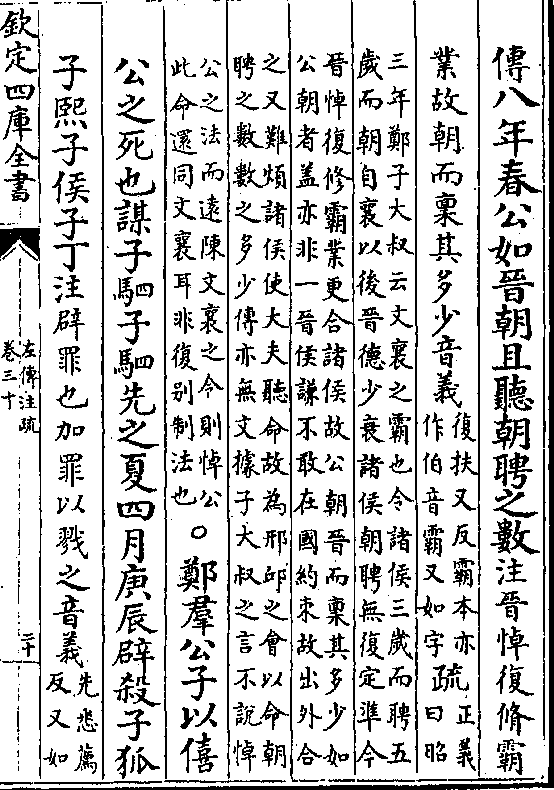 傳八年春公如晉朝且聽朝聘之數注晉悼復脩霸
業故朝而稟其多少音義復扶又反霸本亦
作伯音霸又如字疏正義
曰昭
三年鄭子大叔云文襄之霸也令諸侯三歲而聘五
歲而朝自襄以後晉德少衰諸侯朝聘無復定準今
晉悼復修霸業更合諸侯故公朝晉而稟其多少如
公朝者盖亦非一晉侯謙不敢在國約束故出外合
之又難煩諸侯使大夫聽命故為邢邱之會以命朝
聘之數數之多少傳亦無文據子大叔之言不說悼
公之法而遠陳文襄之令則悼公
此命還同文襄耳非復别制法也○鄭羣公子以僖
公之死也謀子駟子駟先之夏四月庚辰辟殺子狐
子熙子侯子丁注辟罪也加罪以戮之音義先悉薦
反又如
欽定四庫全書
左傳注疏
卷三十
二十